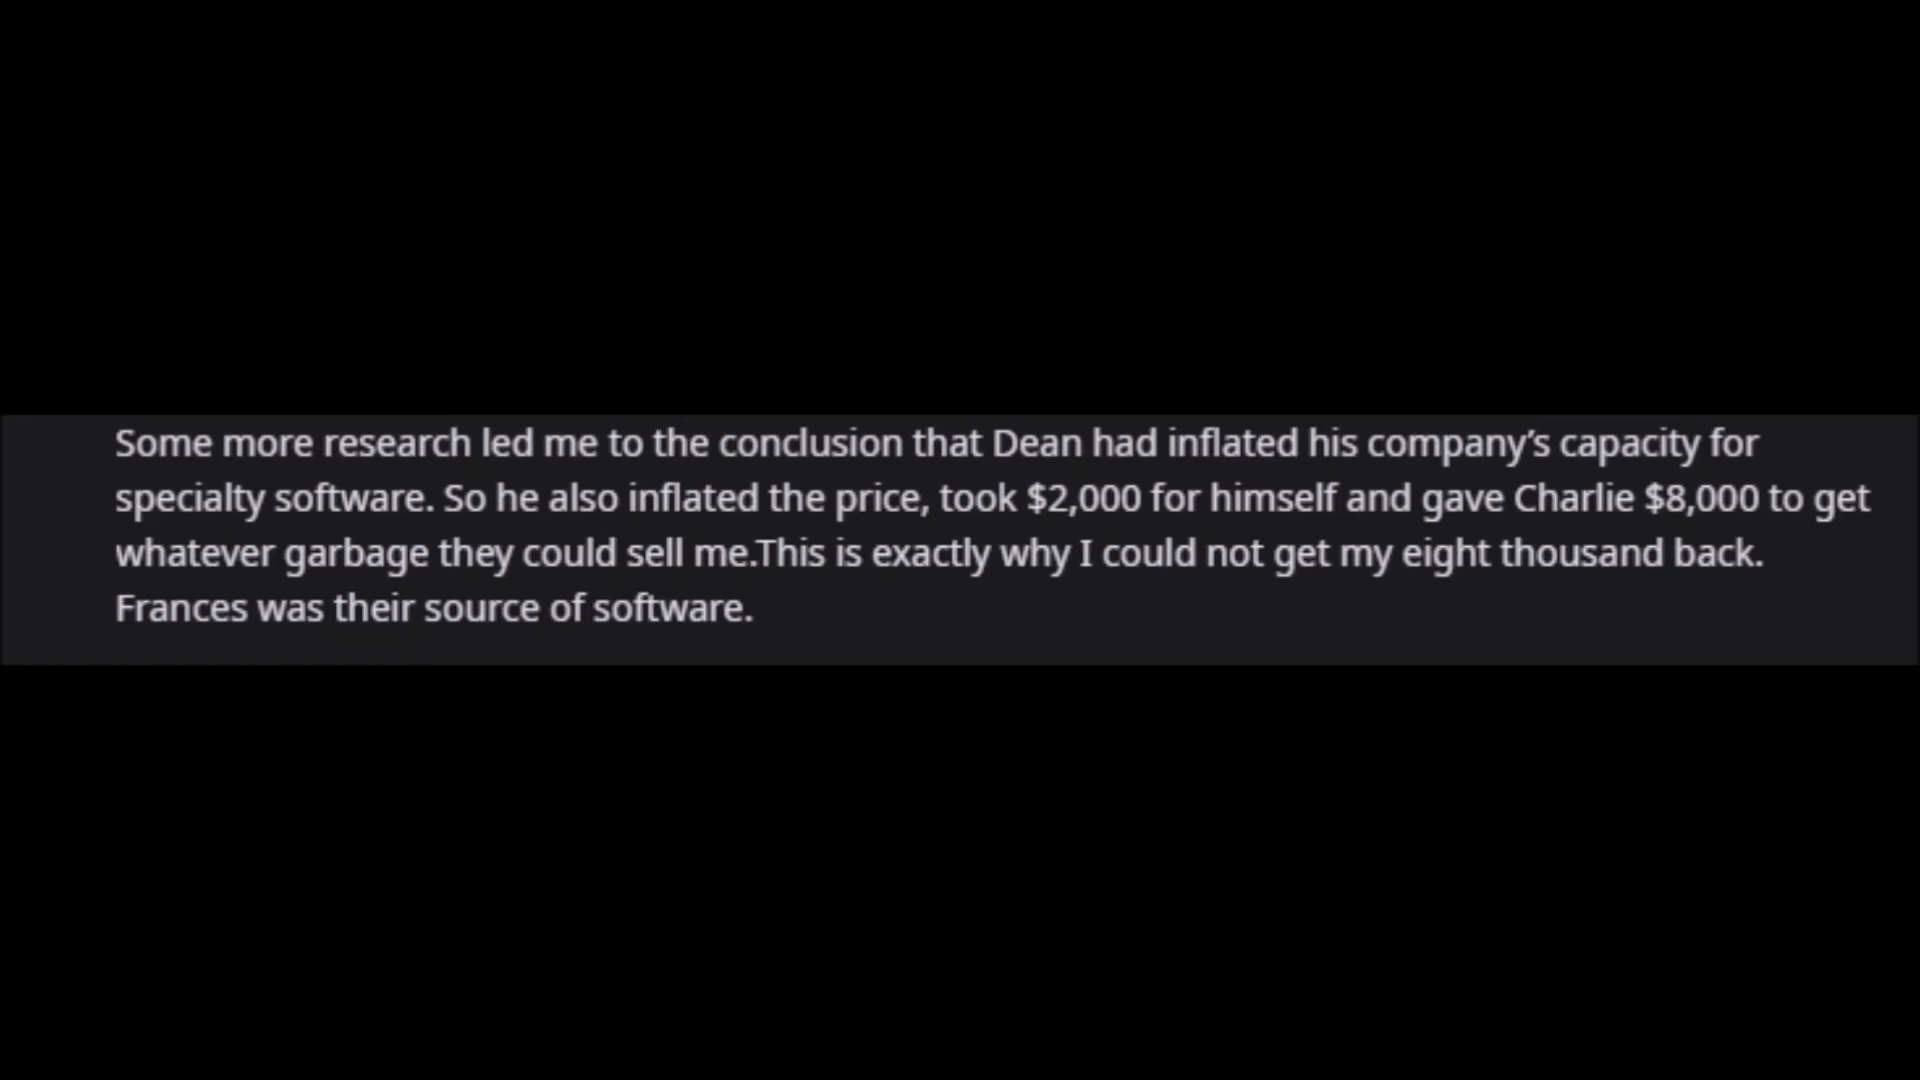 Some more research led me to the conclusion that Dean had inflated his company’s capacity for
specialty software. So he also inflated the price, took $2,000 for himself and gave Charlie $8,000 to get
whatever garbage they could sell me.This is exactly why I could not get my eight thousand back.
Frances was their source of software.